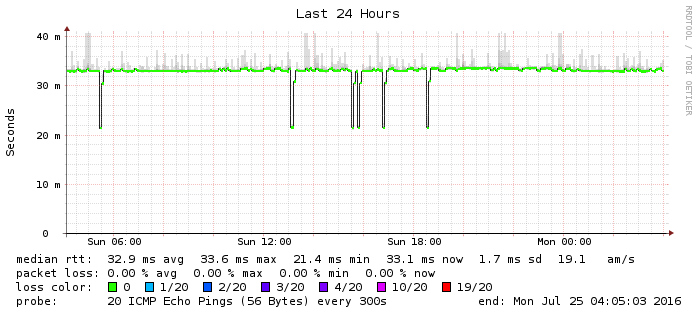 Last 24 Hours
RRDTOOL / TOBI OETIKER
Seconds
40 m
30 m
20 m
10 m
0
Sun 06:00 Sun 12:00 Sun 18:00 Mon 00:00
median rtt: 32.9 ms avg 33.6 ms max 21.4 ms min 33.1 ms now 1.7 ms sd 19.1 am/s
packet loss: 0.00 % avg 0.00 % max 0.00 % min 0.00 % now
loss color: 0 1/20 2/20 3/20 4/20 10/20 19/20
probe: 20 ICMP Echo Pings (56 Bytes) every 300s end: Mon Jul 25 04:05:03 2016